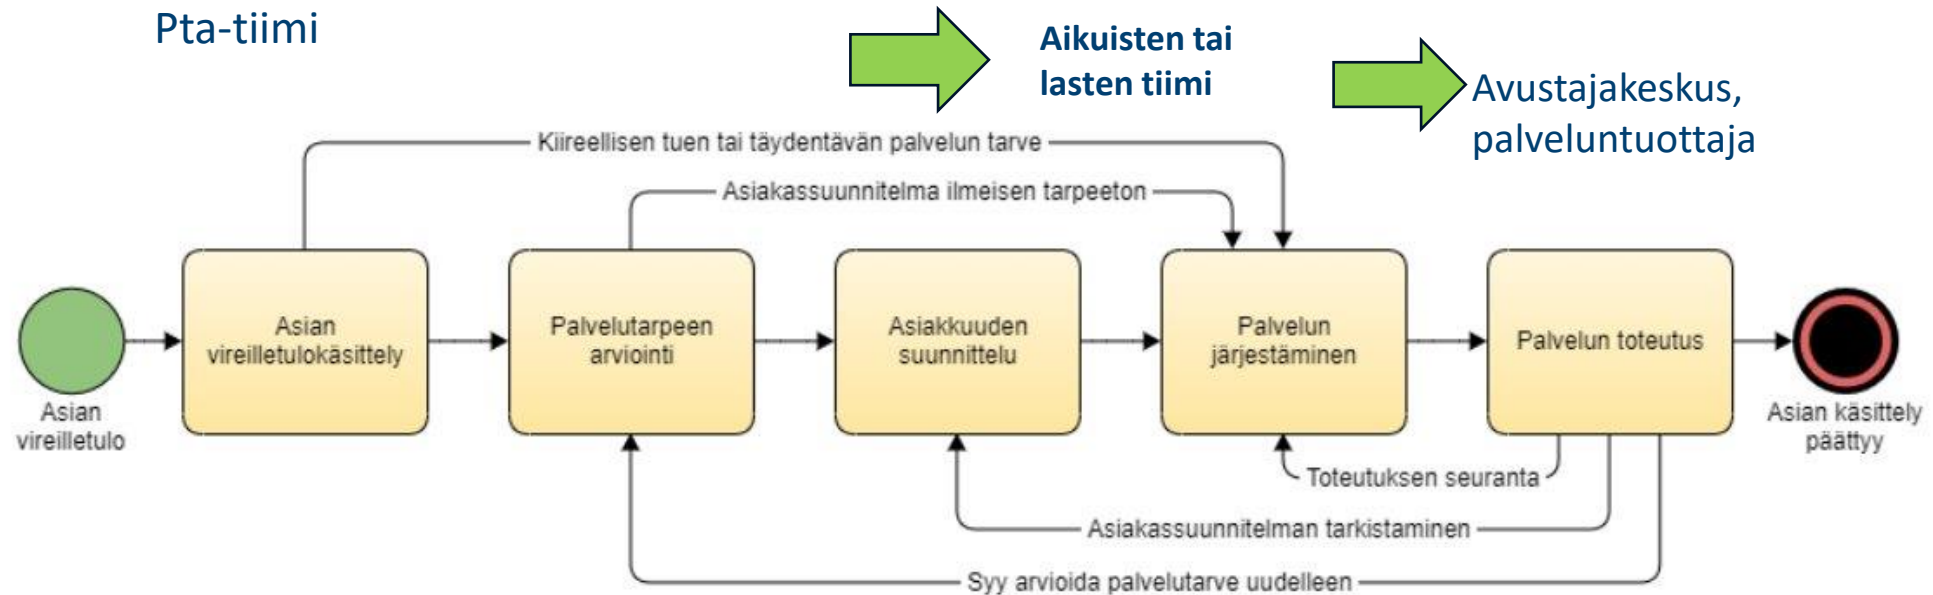 Pta-tiimi
Aikuisten tai
lasten tiimi
Avustajakeskus,
palveluntuottaja
Kiireellisen tuen tai täydentävän palvelun tarve
Asiakassuunnitelma ilmeisen tarpeeton
Asian
vireilletulo
Asian
vireilletulokäsittely
Palvelutarpeen
arviointi
Asiakkuuden
suunnittelu
Palvelun
järjestäminen
Palvelun toteutus
Asian käsittely
päättyy
Toteutuksen seuranta
Asiakassuunnitelman tarkistaminen
Syy arvioida palvelutarve uudelleen